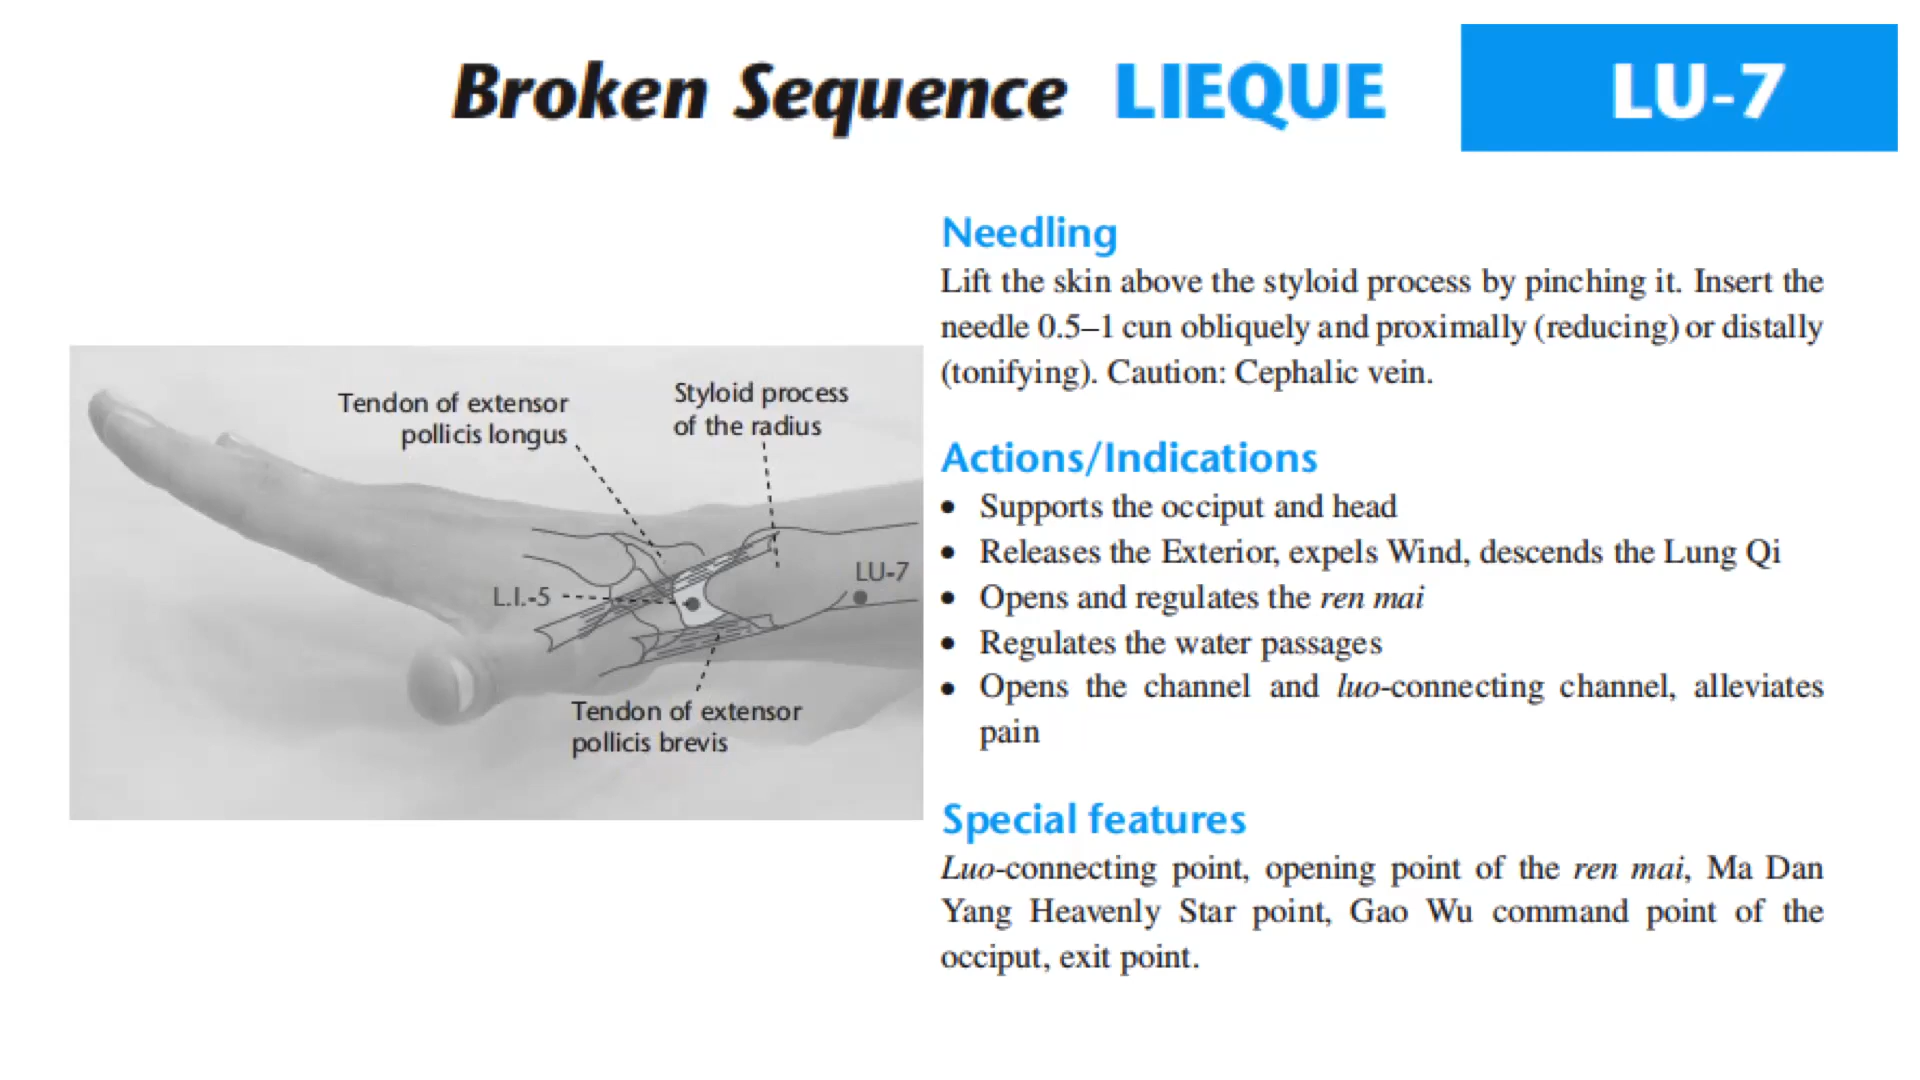 Broken Sequence LIEQUE LU-7
Tendon of extensor
pollicis longus
Styloid process
of the radius
L.I.-5
LU-7
Tendon of extensor
pollicis brevis
Needling
Lift the skin above the styloid process by pinching it. Insert the
needle 0.5–1 cun obliquely and proximally (reducing) or distally
(tonifying). Caution: Cephalic vein.
Actions/Indications
• Supports the occiput and head
• Releases the Exterior, expels Wind, descends the Lung Qi
• Opens and regulates the ren mai
• Regulates the water passages
• Opens the channel and luo-connecting channel, alleviates
pain
Special features
Luo-connecting point, opening point of the ren mai, Ma Dan
Yang Heavenly Star point, Gao Wu command point of the
occiput, exit point.